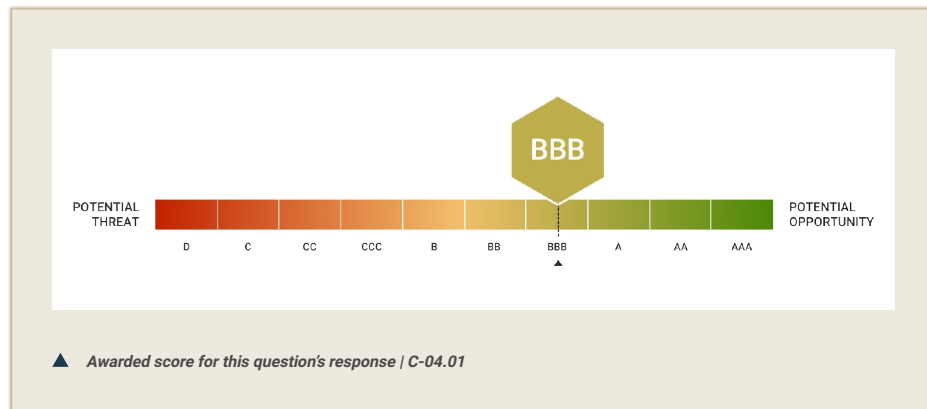 BBB
POTENTIAL
THREAT
POTENTIAL
OPPORTUNITY
D C CC CCC B BB BBB A AA AAA
Awarded score for this question's response | C-04.01